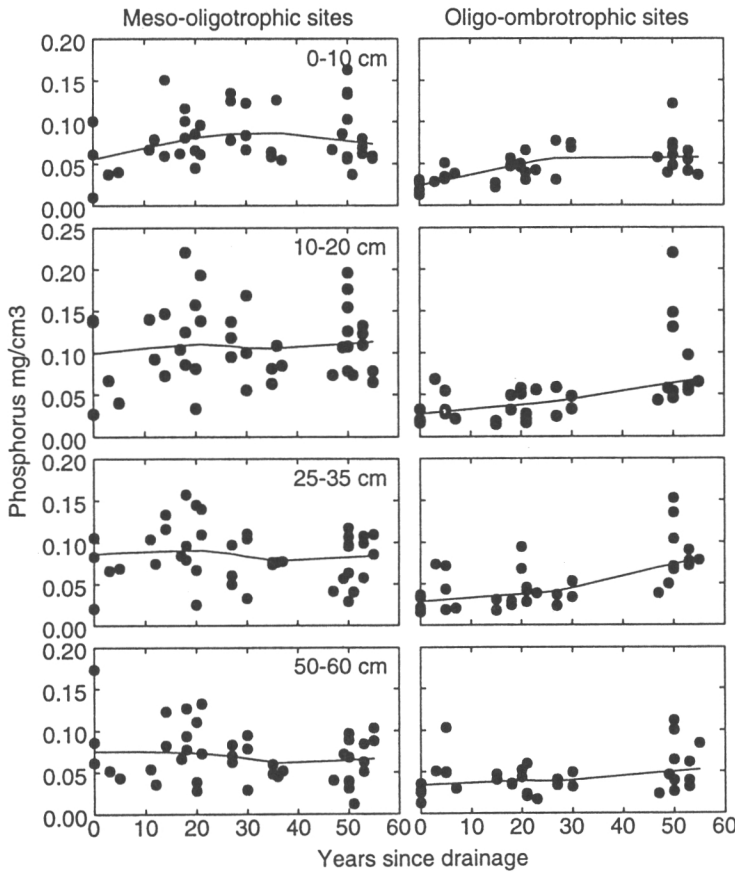 Meso-oligotrophic sites Oligo-ombrotrophic sites
0.20
0-10 cm
0.15
0.10
0.05
0.00
0.25
10-20 cm
0.20
0.15
0.10
0.05
0.00
Phosphorus mg/cm3
0.20
25-35 cm
0.15
0.10
0.05
0.00
0.20
50-60 cm
0.15
0.10
0.05
0.00
0 10 20 30 40 50 60 0 10 20 30 40 50 60
Years since drainage